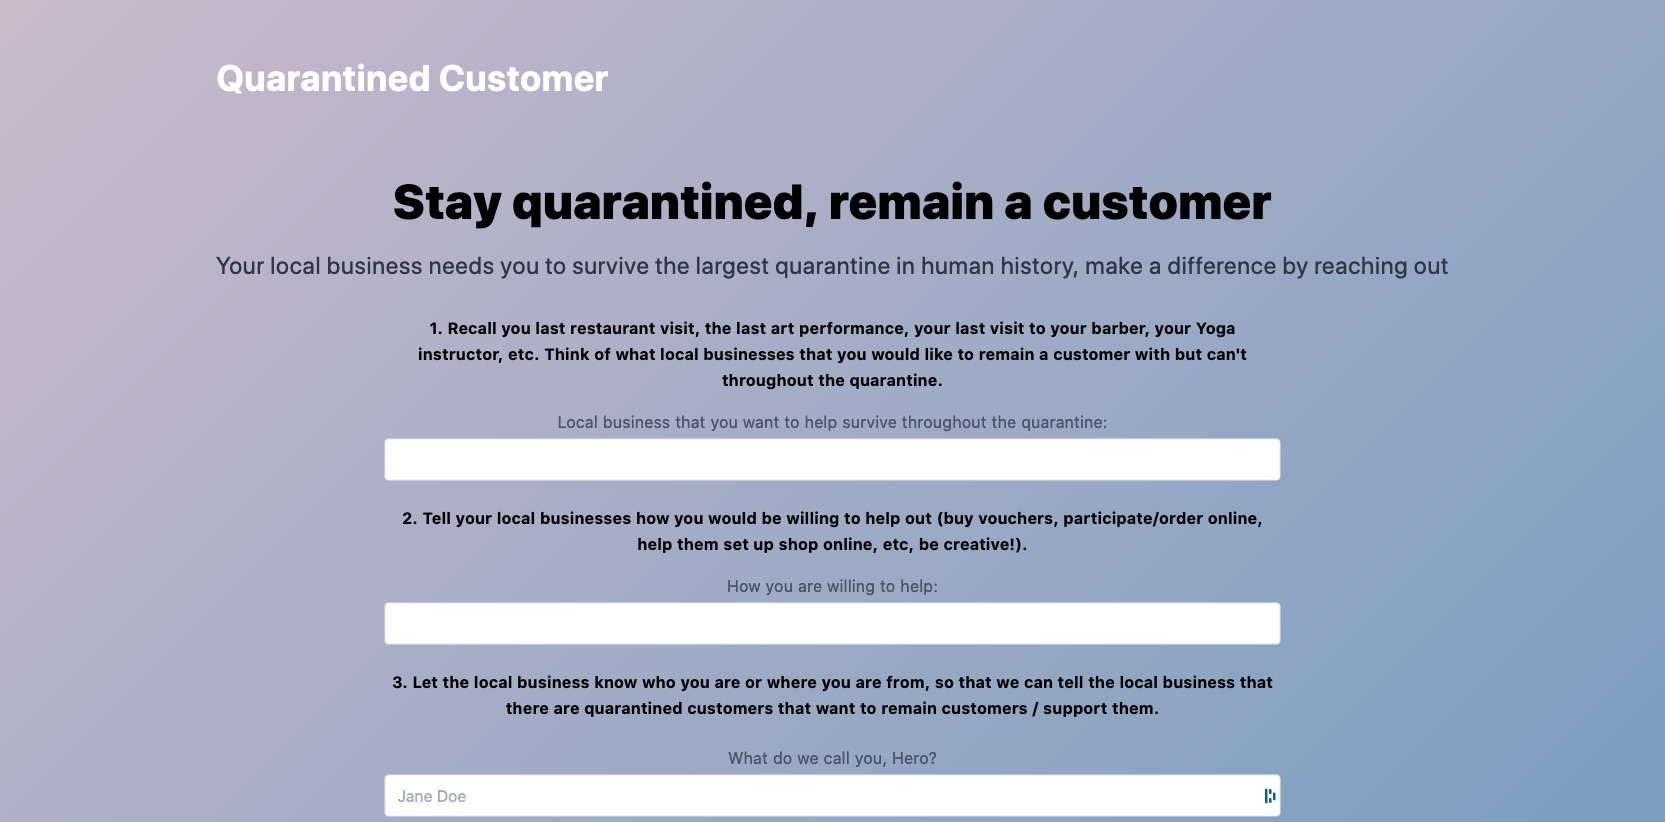 Quarantined Customer
Stay quarantined, remain a customer
Your local business needs you to survive the largest quarantine in human history, make a difference by reaching out
1. Recall you last restaurant visit, the last art performance, your last visit to your barber, your Yoga
instructor, etc. Think of what local businesses that you would like to remain a customer with but can't
throughout the quarantine.
Local business that you want to help survive throughout the quarantine:
2. Tell your local businesses how you would be willing to help out (buy vouchers, participate/order online,
help them set up shop online, etc, be creative!).
How you are willing to help:
3. Let the local business know who you are or where you are from, so that we can tell the local business that
there are quarantined customers that want to remain customers / support them.
What do we call you, Hero?
Jane Doe